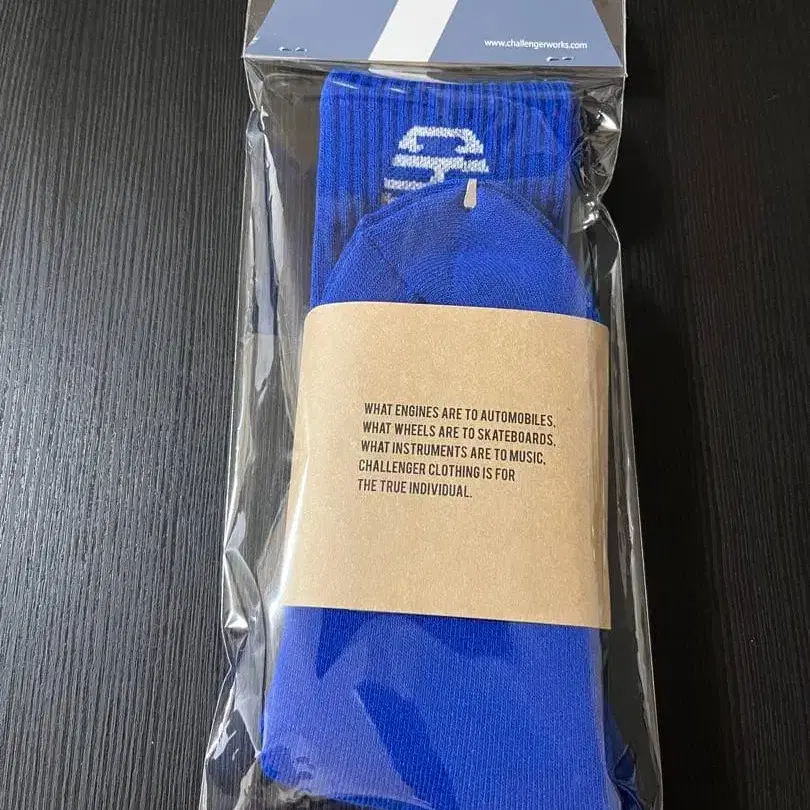 www.challengerworks.com
WHAT ENGINES ARE TO AUTOMOBILES,
WHAT WHEELS ARE TO SKATEBOARDS,
WHAT INSTRUMENTS ARE TO MUSIC,
CHALLENGER CLOTHING IS FOR
THE TRUE INDIVIDUAL.